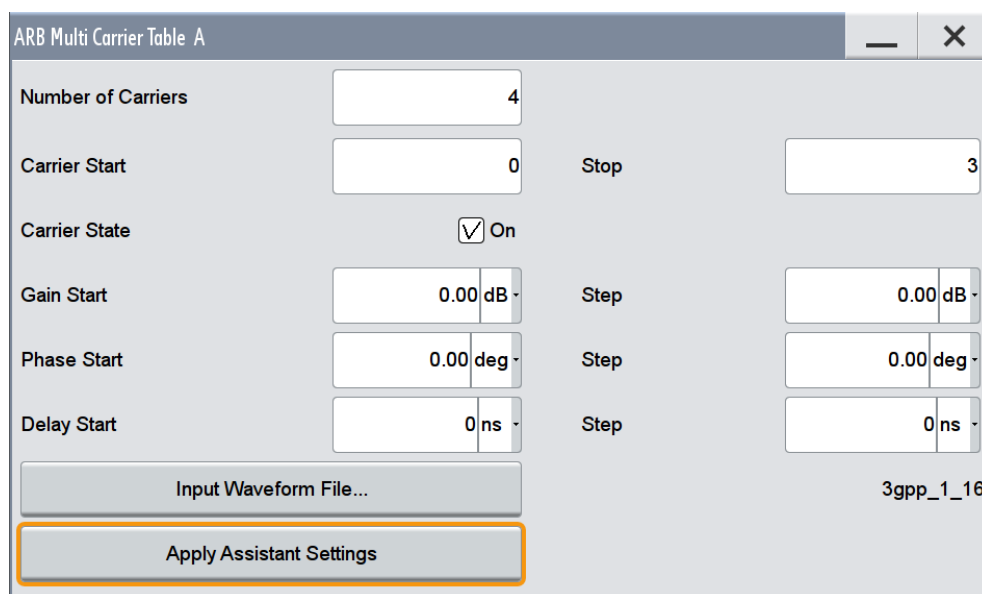 ARB Multi Carrier Table A
Number of Carriers 4
Carrier Start 0 Stop 3
Carrier State On
Gain Start 0.00 dB Step 0.00 dB
Phase Start 0.00 deg Step 0.00 deg
Delay Start 0 ns Step 0 ns
Input Waveform File... 3gpp_1_16
Apply Assistant Settings